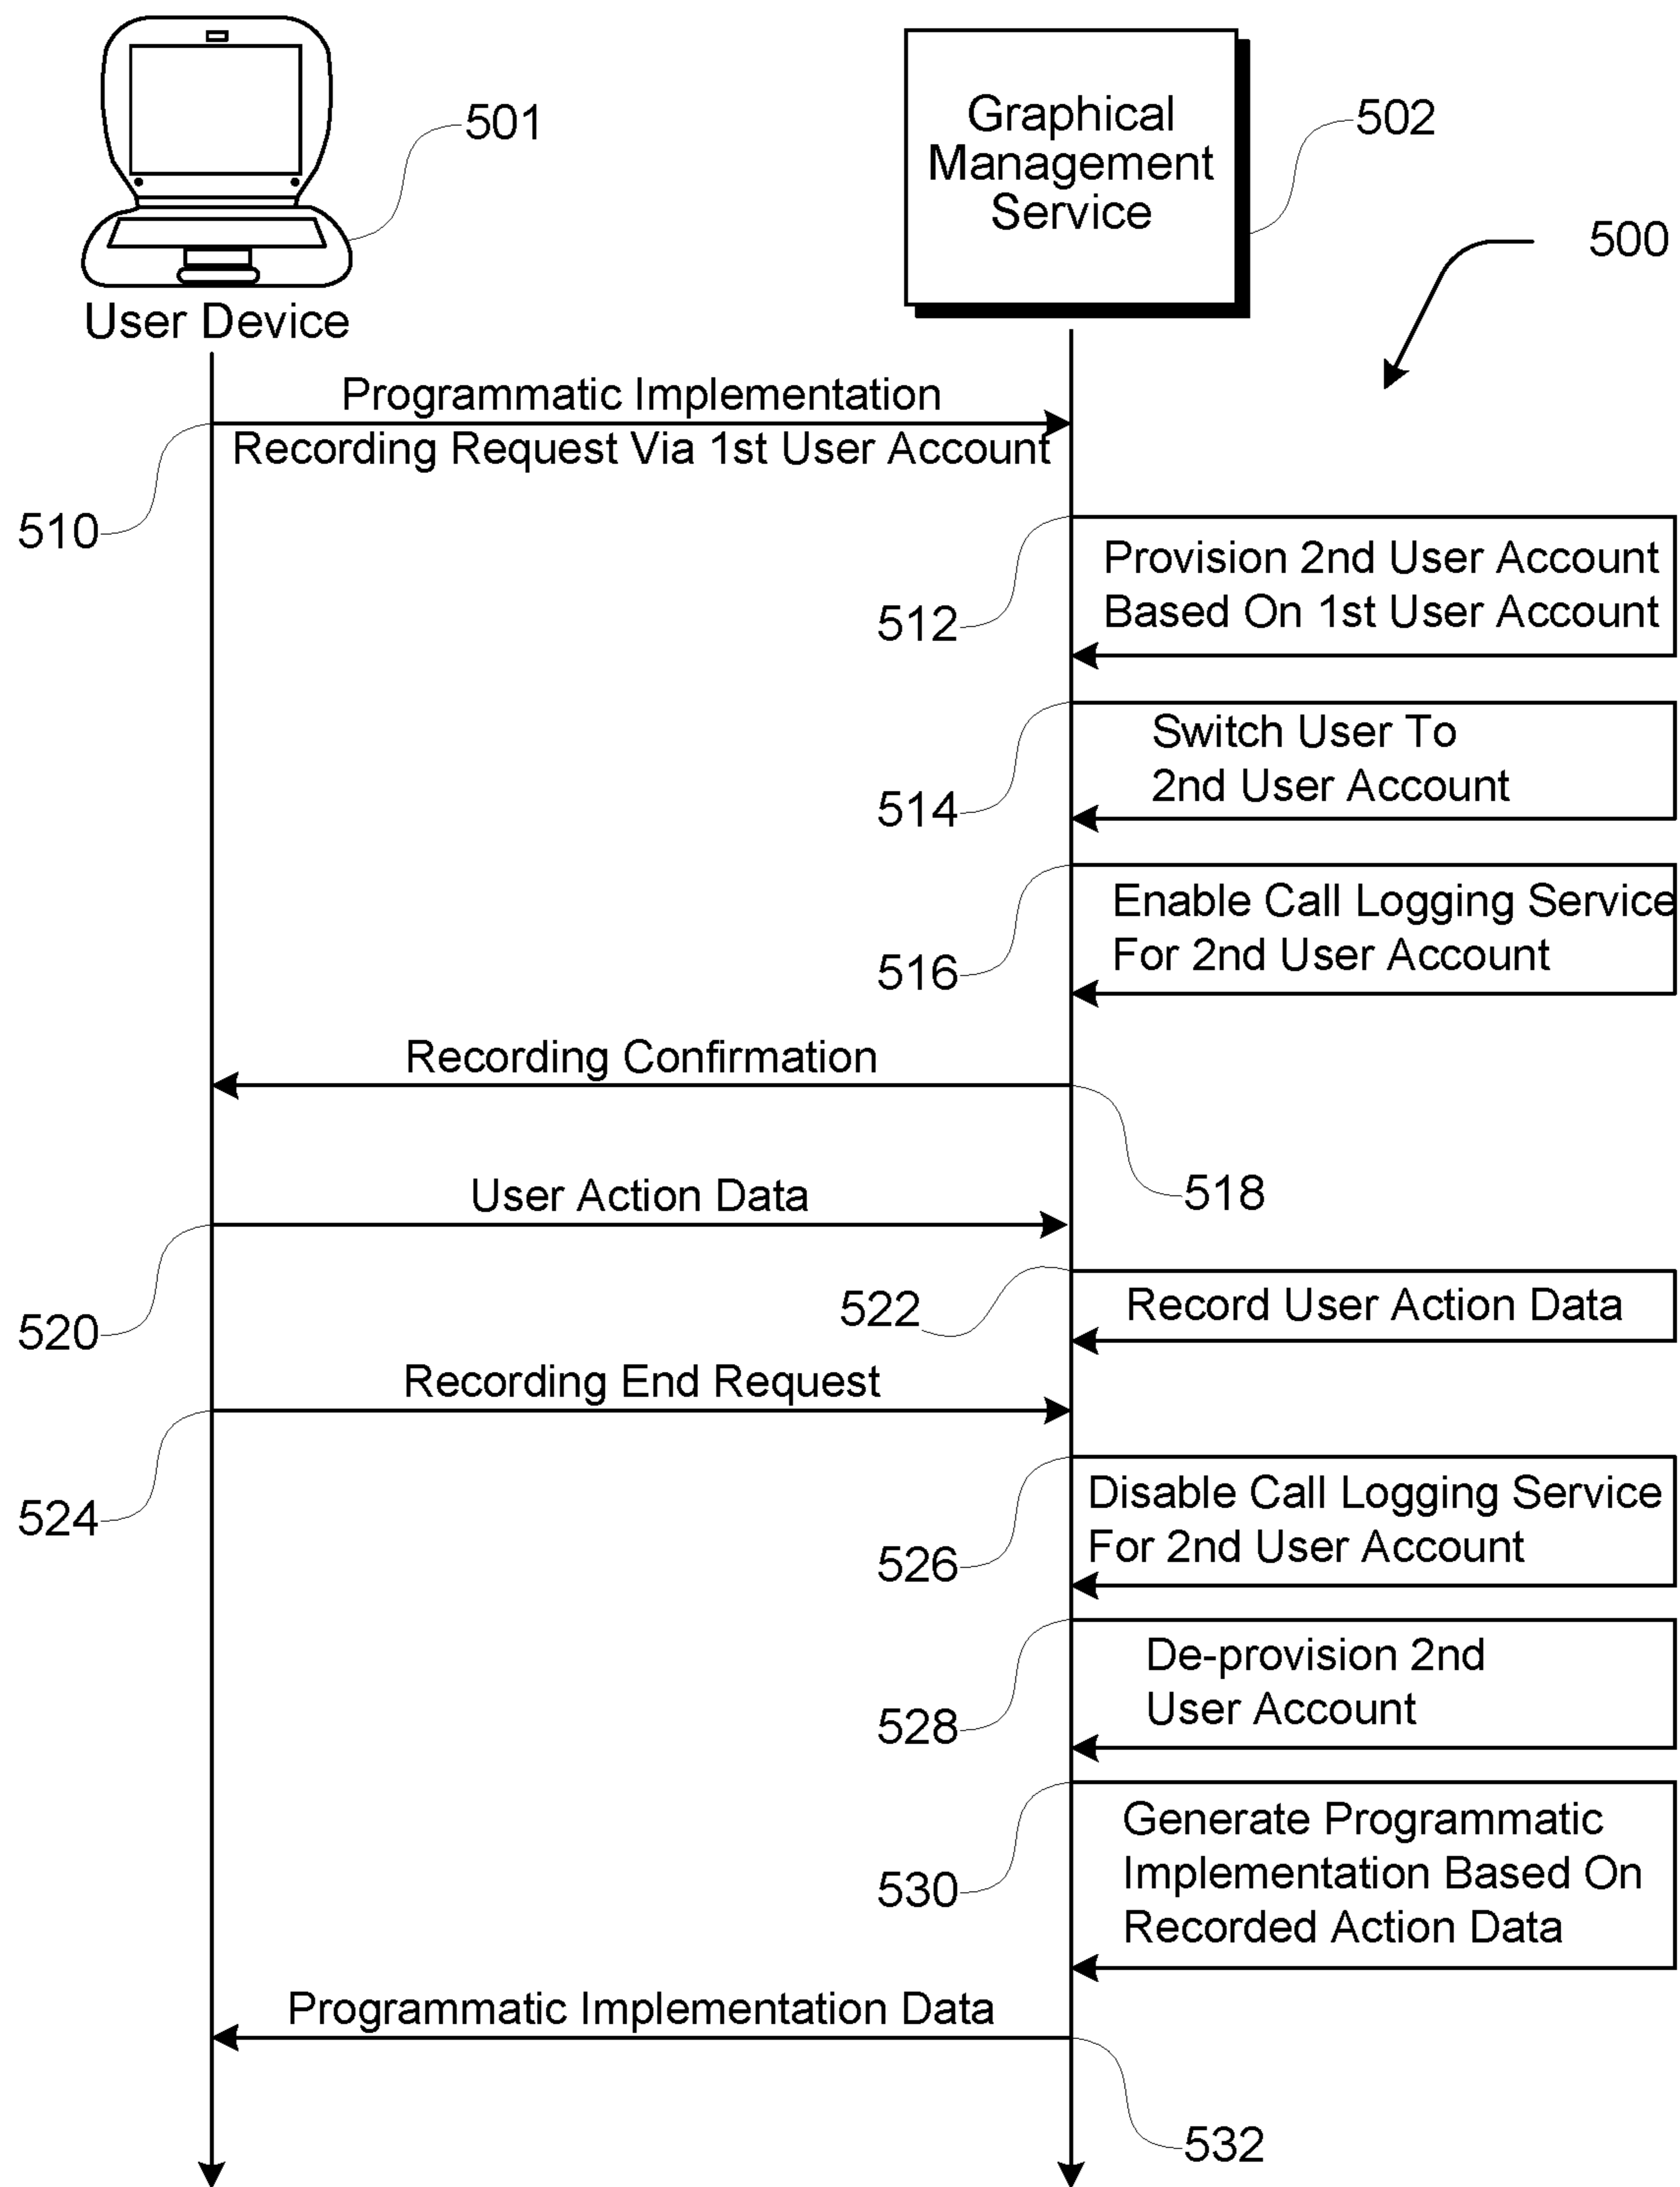 501
Graphical
Management
Service
502
500
User Device
Programmatic Implementation
Recording Request Via 1st User Account
510
Provision 2nd User Account
Based On 1st User Account
512
Switch User To
2nd User Account
514
Enable Call Logging Service
For 2nd User Account
516
Recording Confirmation
518
User Action Data
520
522
Record User Action Data
Recording End Request
524
Disable Call Logging Service
For 2nd User Account
526
De-provision 2nd
User Account
528
Generate Programmatic
Implementation Based On
Recorded Action Data
530
Programmatic Implementation Data
532